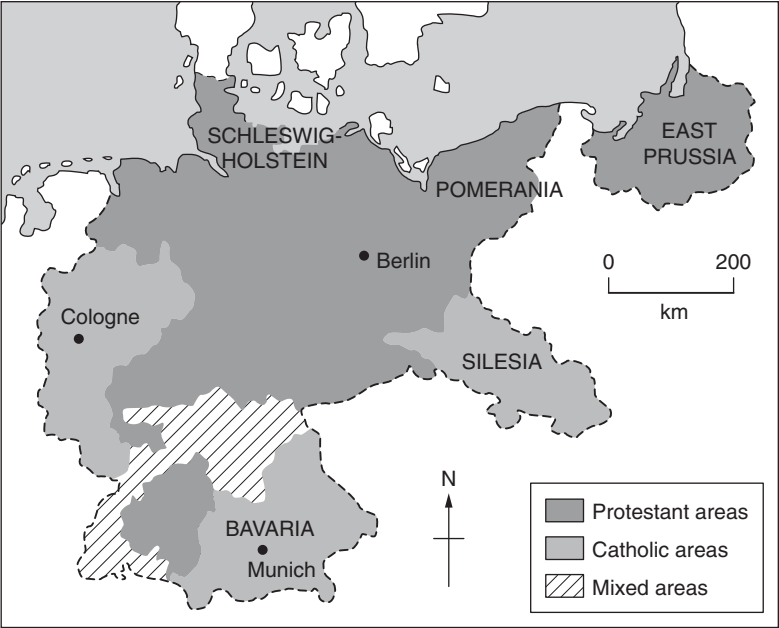 SCHLESWIG-
HOLSTEIN
EAST
PRUSSIA
POMERANIA
Berlin
0 200
km
Cologne
SILESIA
N
BAVARIA
Munich
Protestant areas
Catholic areas
Mixed areas